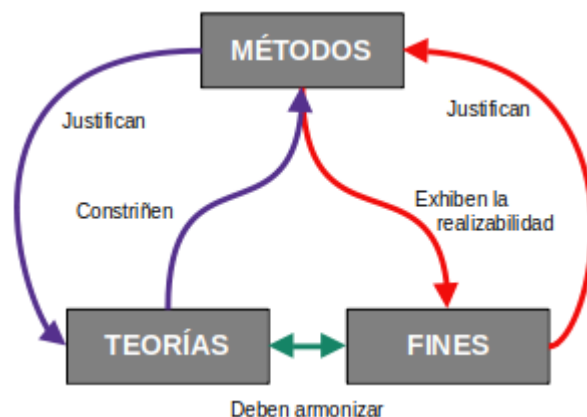 MÉTODOS
Justifican
Justifican
Constriñen
Exhiben la
realizabilidad
TEORÍAS
FINES
Deben armonizar